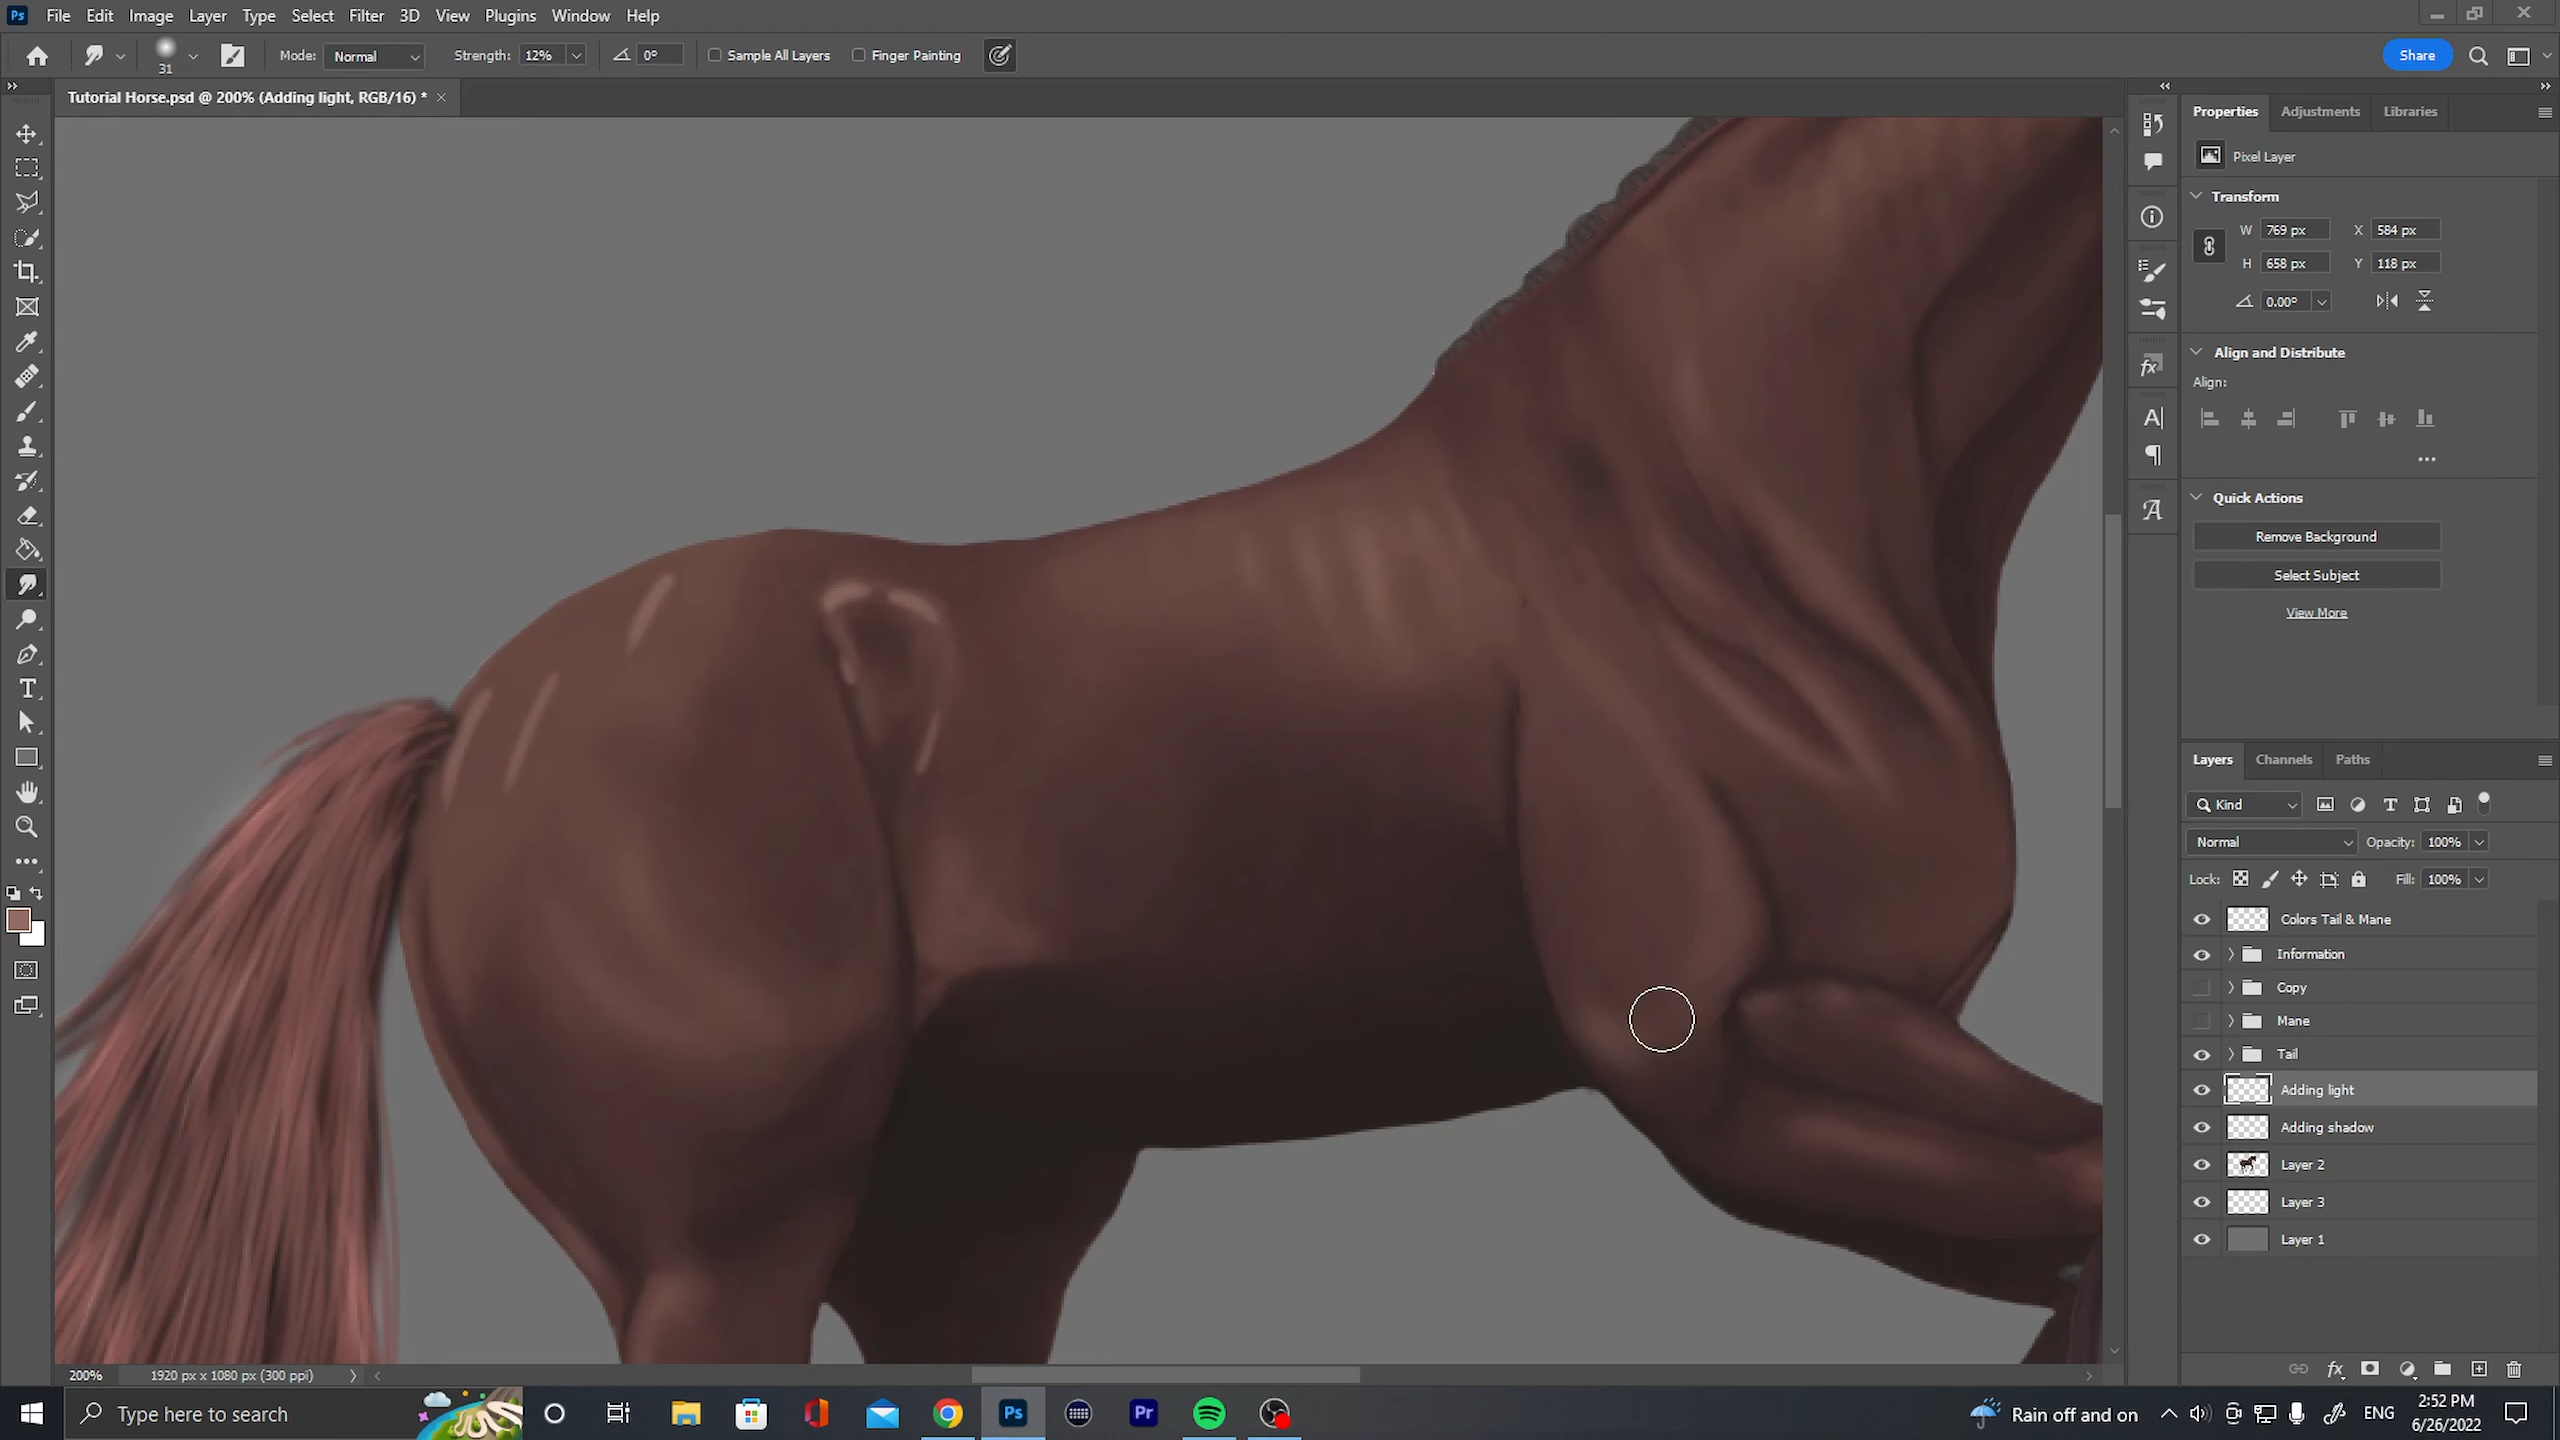 Ps File Edit Image Layer Type Select Filter 3D View Plugins Window Help
31 Mode: Normal Strength: 12% 0° Sample All Layers Finger Painting Share
Tutorial Horse.psd @ 200% (Adding light, RGB/16) * ×
Properties Adjustments Libraries
Pixel Layer
Transform
W 769 px X 584 px
H 658 px Y 118 px
0.00°
Align and Distribute
Align:
Quick Actions
Remove Background
Select Subject
View More
Layers Channels Paths
Kind
Normal Opacity: 100%
Lock: Fill: 100%
Colors Tail & Mane
Information
Copy
Mane
Tail
Adding light
Adding shadow
Layer 2
Layer 3
Layer 1
200% 1920 px x 1080 px (300 ppi)
Type here to search Ps Pr Rain off and on ENG 2:52 PM
6/26/2022